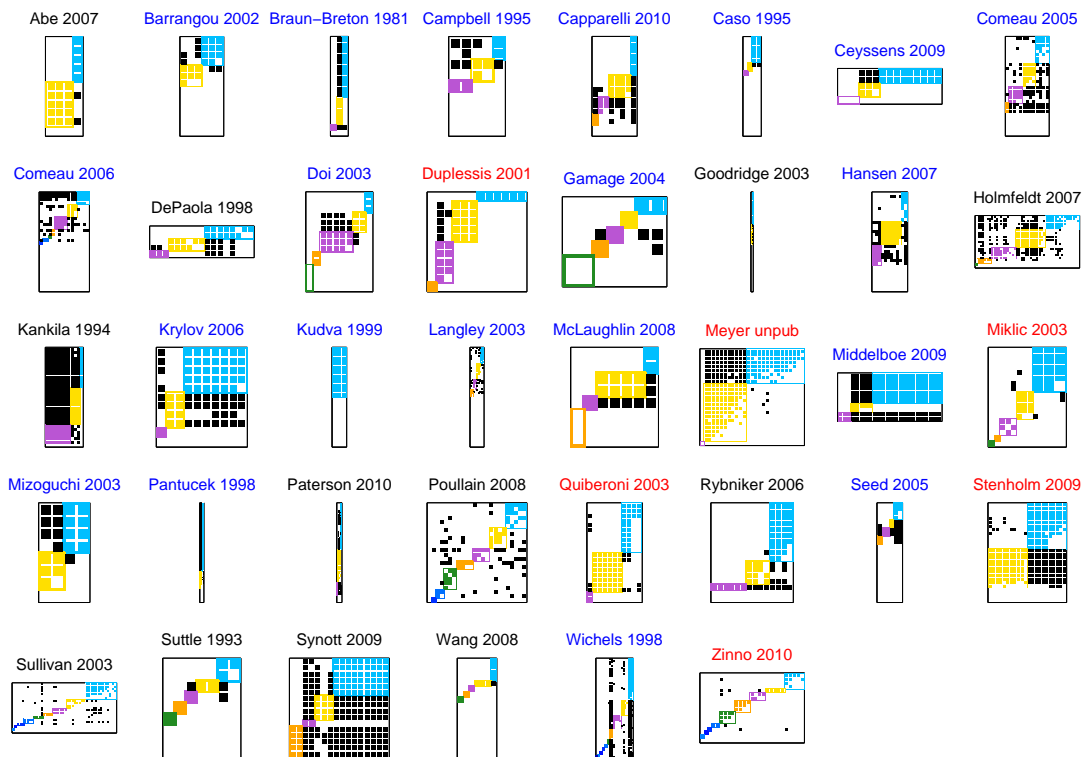 Abe 2007
Barrangou 2002
Braun−Breton 1981
Campbell 1995
Capparelli 2010
Caso 1995
Ceyssens 2009
Comeau 2005
Comeau 2006
DePaola 1998
Doi 2003
Duplessis 2001
Gamage 2004
Goodridge 2003
Hansen 2007
Holmfeldt 2007
Kankila 1994
Krylov 2006
Kudva 1999
Langley 2003
McLaughlin 2008
Meyer unpub
Middelboe 2009
Miklic 2003
Mizoguchi 2003
Pantucek 1998
Paterson 2010
Poullain 2008
Quiberoni 2003
Rybniker 2006
Seed 2005
Stenholm 2009
Sullivan 2003
Suttle 1993
Synott 2009
Wang 2008
Wichels 1998
Zinno 2010